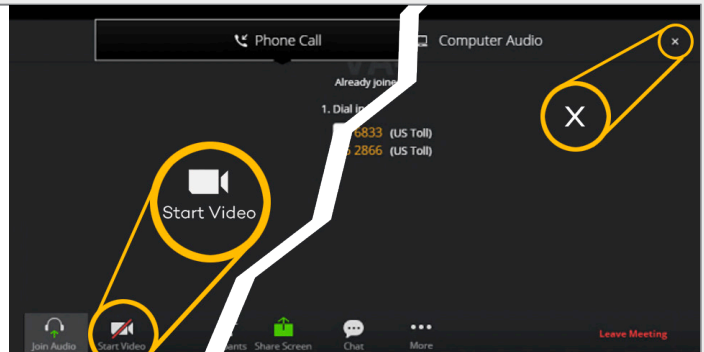 Phone Call
Computer Audio
x
Already joine
1. Dial in
6833 (US Toll)
2866 (US Toll)
X
Start Video
Join Audio
Start Video
ants
Share Screen
Chat
More
Leave Meeting